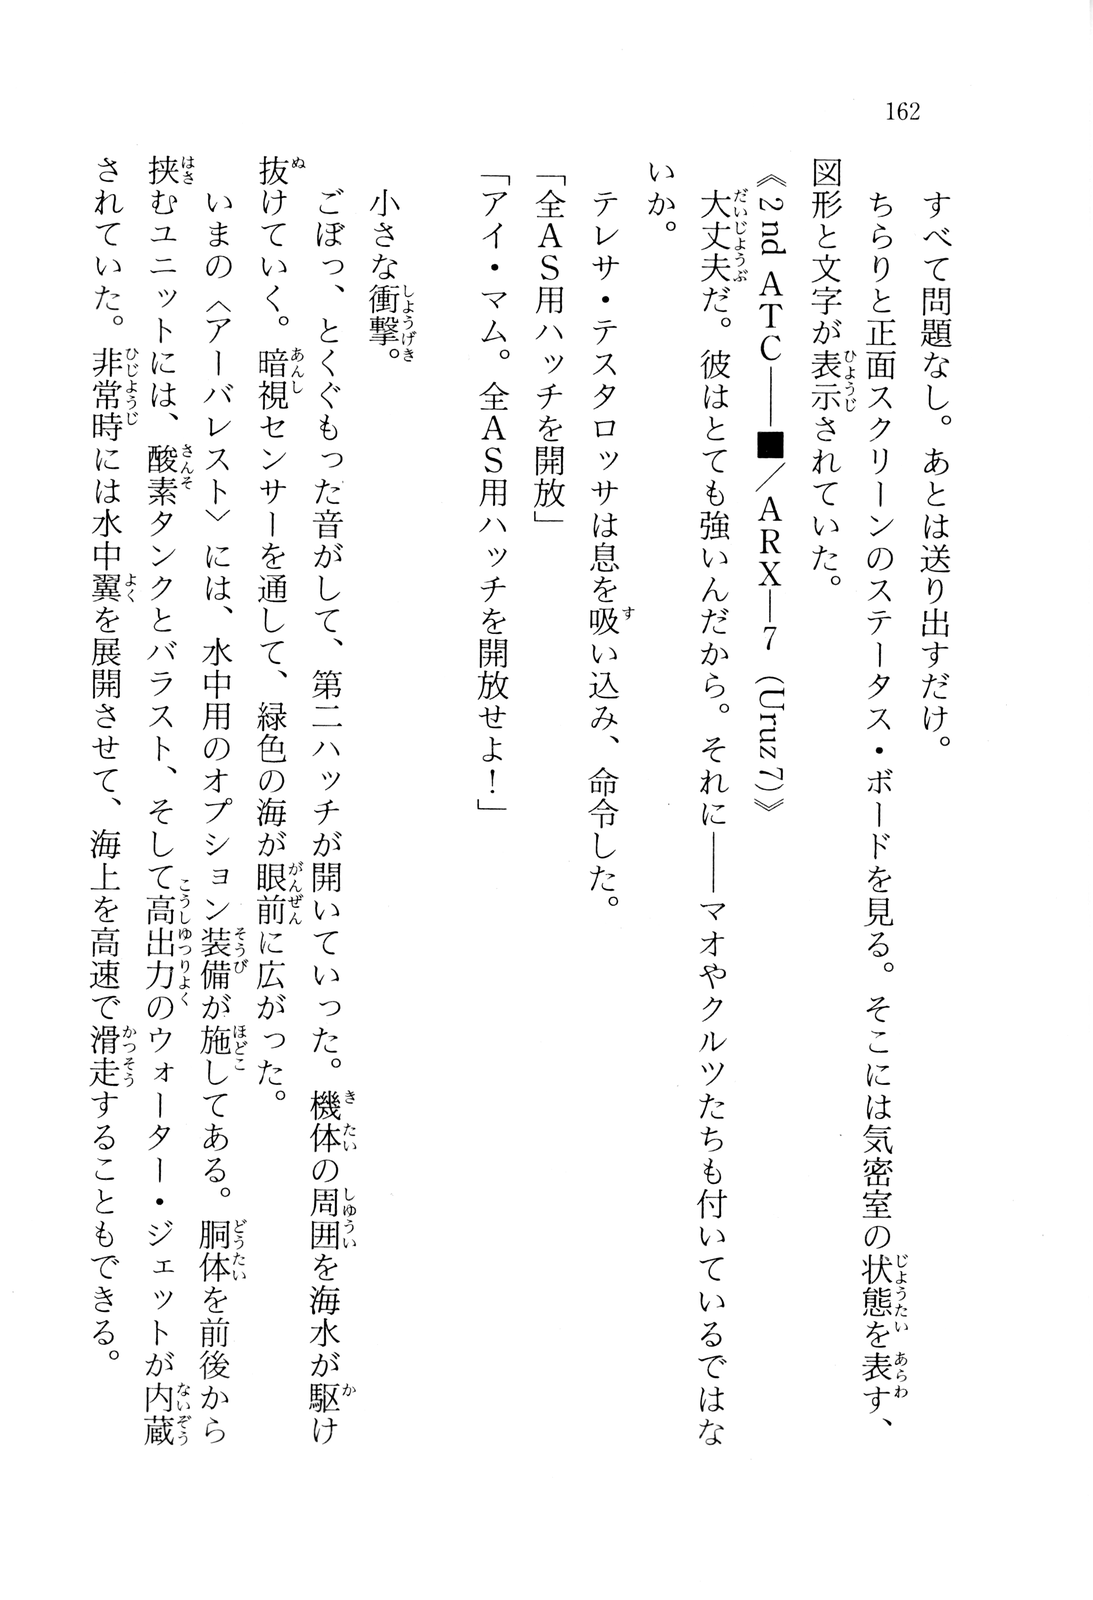 162
すべて問題なし。あとは送り出すだけ。
ちらりと正面スクリーンのステータス・ボードを見る。そこには気密室の状態を表す、
図形と文字が表示されていた。
《2nd ATC――■／ARX―7（Uruz 7）》
大丈夫だ。彼はとても強いんだから。それに――マオやクルツたちも付いているではな
いか。
テレサ・テスタロッサは息を吸い込み、命令した。
「全ＡＳ用ハッチを開放」
「アイ・マム。全ＡＳ用ハッチを開放せよ！」
小さな衝撃。
ごぼっ、とくぐもった音がして、第二ハッチが開いていった。機体の周囲を海水が駆け
抜けていく。暗視センサーを通して、緑色の海が眼前に広がった。
いまの〈アーバレスト〉には、水中用のオプション装備が施してある。胴体を前後から
挟むユニットには、酸素タンクとバラスト、そして高出力のウォーター・ジェットが内蔵
されていた。非常時には水中翼を展開させて、海上を高速で滑走することもできる。